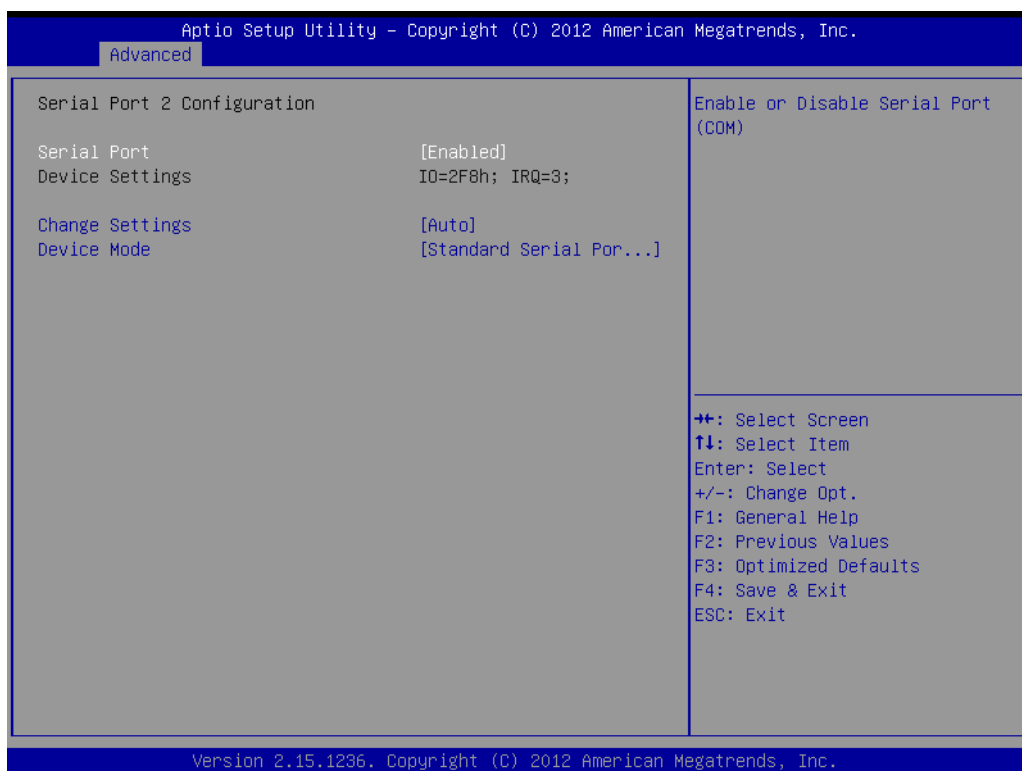 Aptio Setup Utility – Copyright (C) 2012 American Megatrends, Inc.
Advanced
Serial Port 2 Configuration
Serial Port [Enabled]
Device Settings IO=2F8h; IRQ=3;
Change Settings [Auto]
Device Mode [Standard Serial Por...]
Enable or Disable Serial Port
(COM)
→←: Select Screen
↑↓: Select Item
Enter: Select
+/-: Change Opt.
F1: General Help
F2: Previous Values
F3: Optimized Defaults
F4: Save & Exit
ESC: Exit
Version 2.15.1236. Copyright (C) 2012 American Megatrends, Inc.